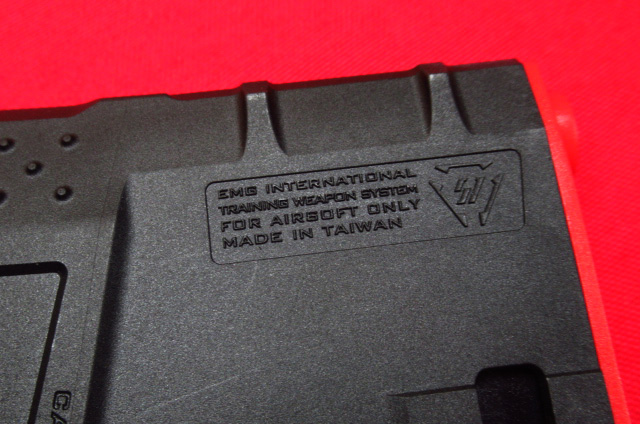 EMG INTERNATIONAL
TRAINING WEAPON SYSTEM
FOR AIRSOFT ONLY
MADE IN TAIWAN